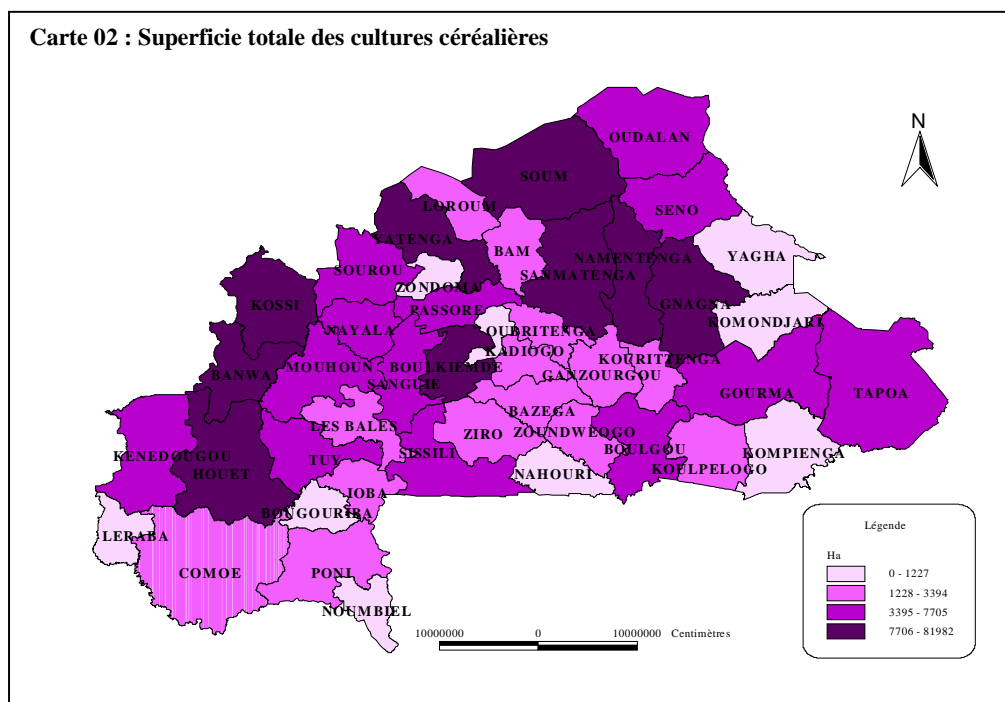 Carte 02 : Superficie totale des cultures céréalières
N
OUDALAN
SOUM
LOROUM
SENO
YATENGA
BAM
NAMENTENGA
YAGHA
SOUROU
SANMATENGA
ZONDOMA
KOSSI
GNAGNA
PASSORE
KOMONDJARI
NAYALA
OUBRITENGA
KADIOGO
KOURITTENGA
MOUHOUN
BOULKIEMDE
BANWA
GANZOURGOU
SANGUIE
GOURMA
TAPOA
BAZEGA
LES BALES
ZIRO
ZOUNDWEOGO
BOULGOU
KOMPIENGA
KENEDOUGOU
TUY
SISSILI
KOULPELOGO
HOUET
NAHOURI
IOBA
BOUGOURIBA
LERABA
COMOE
PONI
NOUMBIEL
Légende
Ha
0 - 1227
1228 - 3394
3395 - 7705
7706 - 81982
10000000 0 10000000 Centimètres